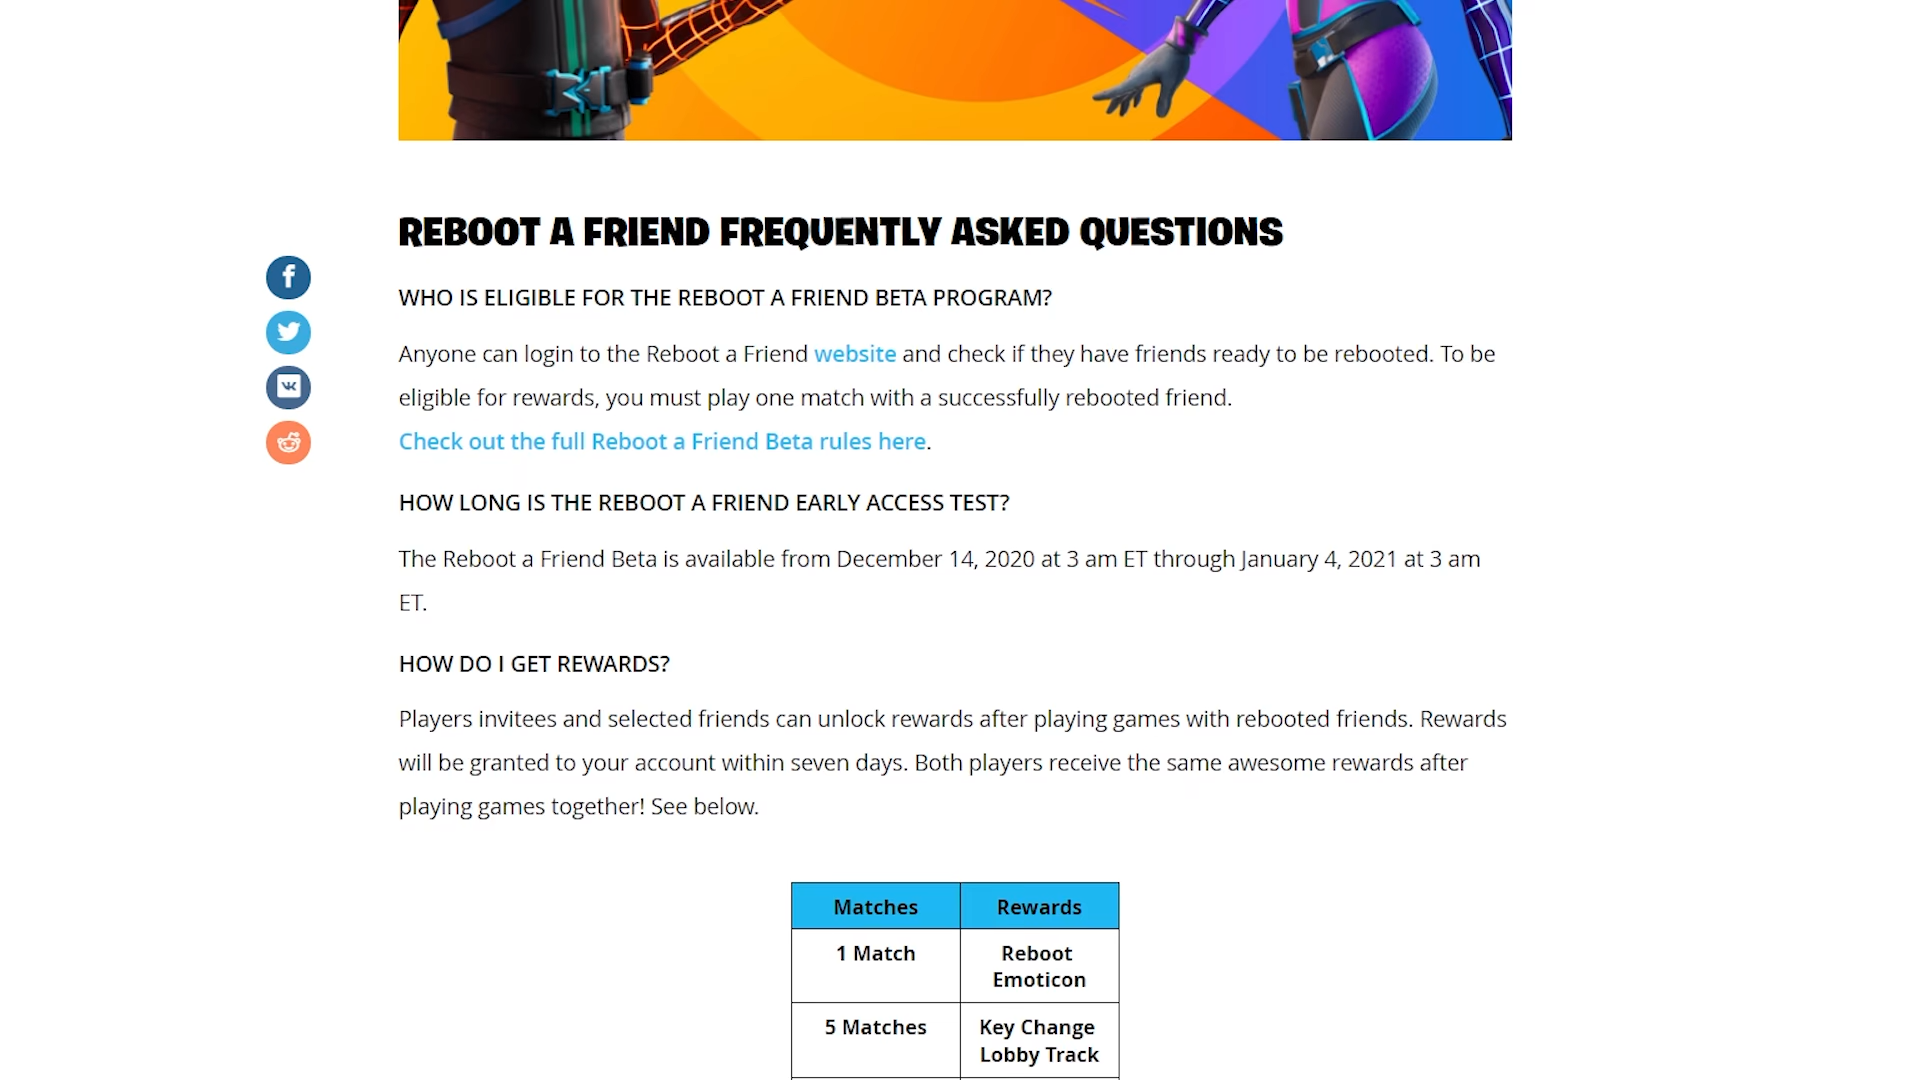 REBOOT A FRIEND FREQUENTLY ASKED QUESTIONS
WHO IS ELIGIBLE FOR THE REBOOT A FRIEND BETA PROGRAM?
Anyone can login to the Reboot a Friend website and check if they have friends ready to be rebooted. To be
eligible for rewards, you must play one match with a successfully rebooted friend.
Check out the full Reboot a Friend Beta rules here.
HOW LONG IS THE REBOOT A FRIEND EARLY ACCESS TEST?
The Reboot a Friend Beta is available from December 14, 2020 at 3 am ET through January 4, 2021 at 3 am
ET.
HOW DO I GET REWARDS?
Players invitees and selected friends can unlock rewards after playing games with rebooted friends. Rewards
will be granted to your account within seven days. Both players receive the same awesome rewards after
playing games together! See below.
Matches Rewards
1 Match Reboot
Emoticon
5 Matches Key Change
Lobby Track